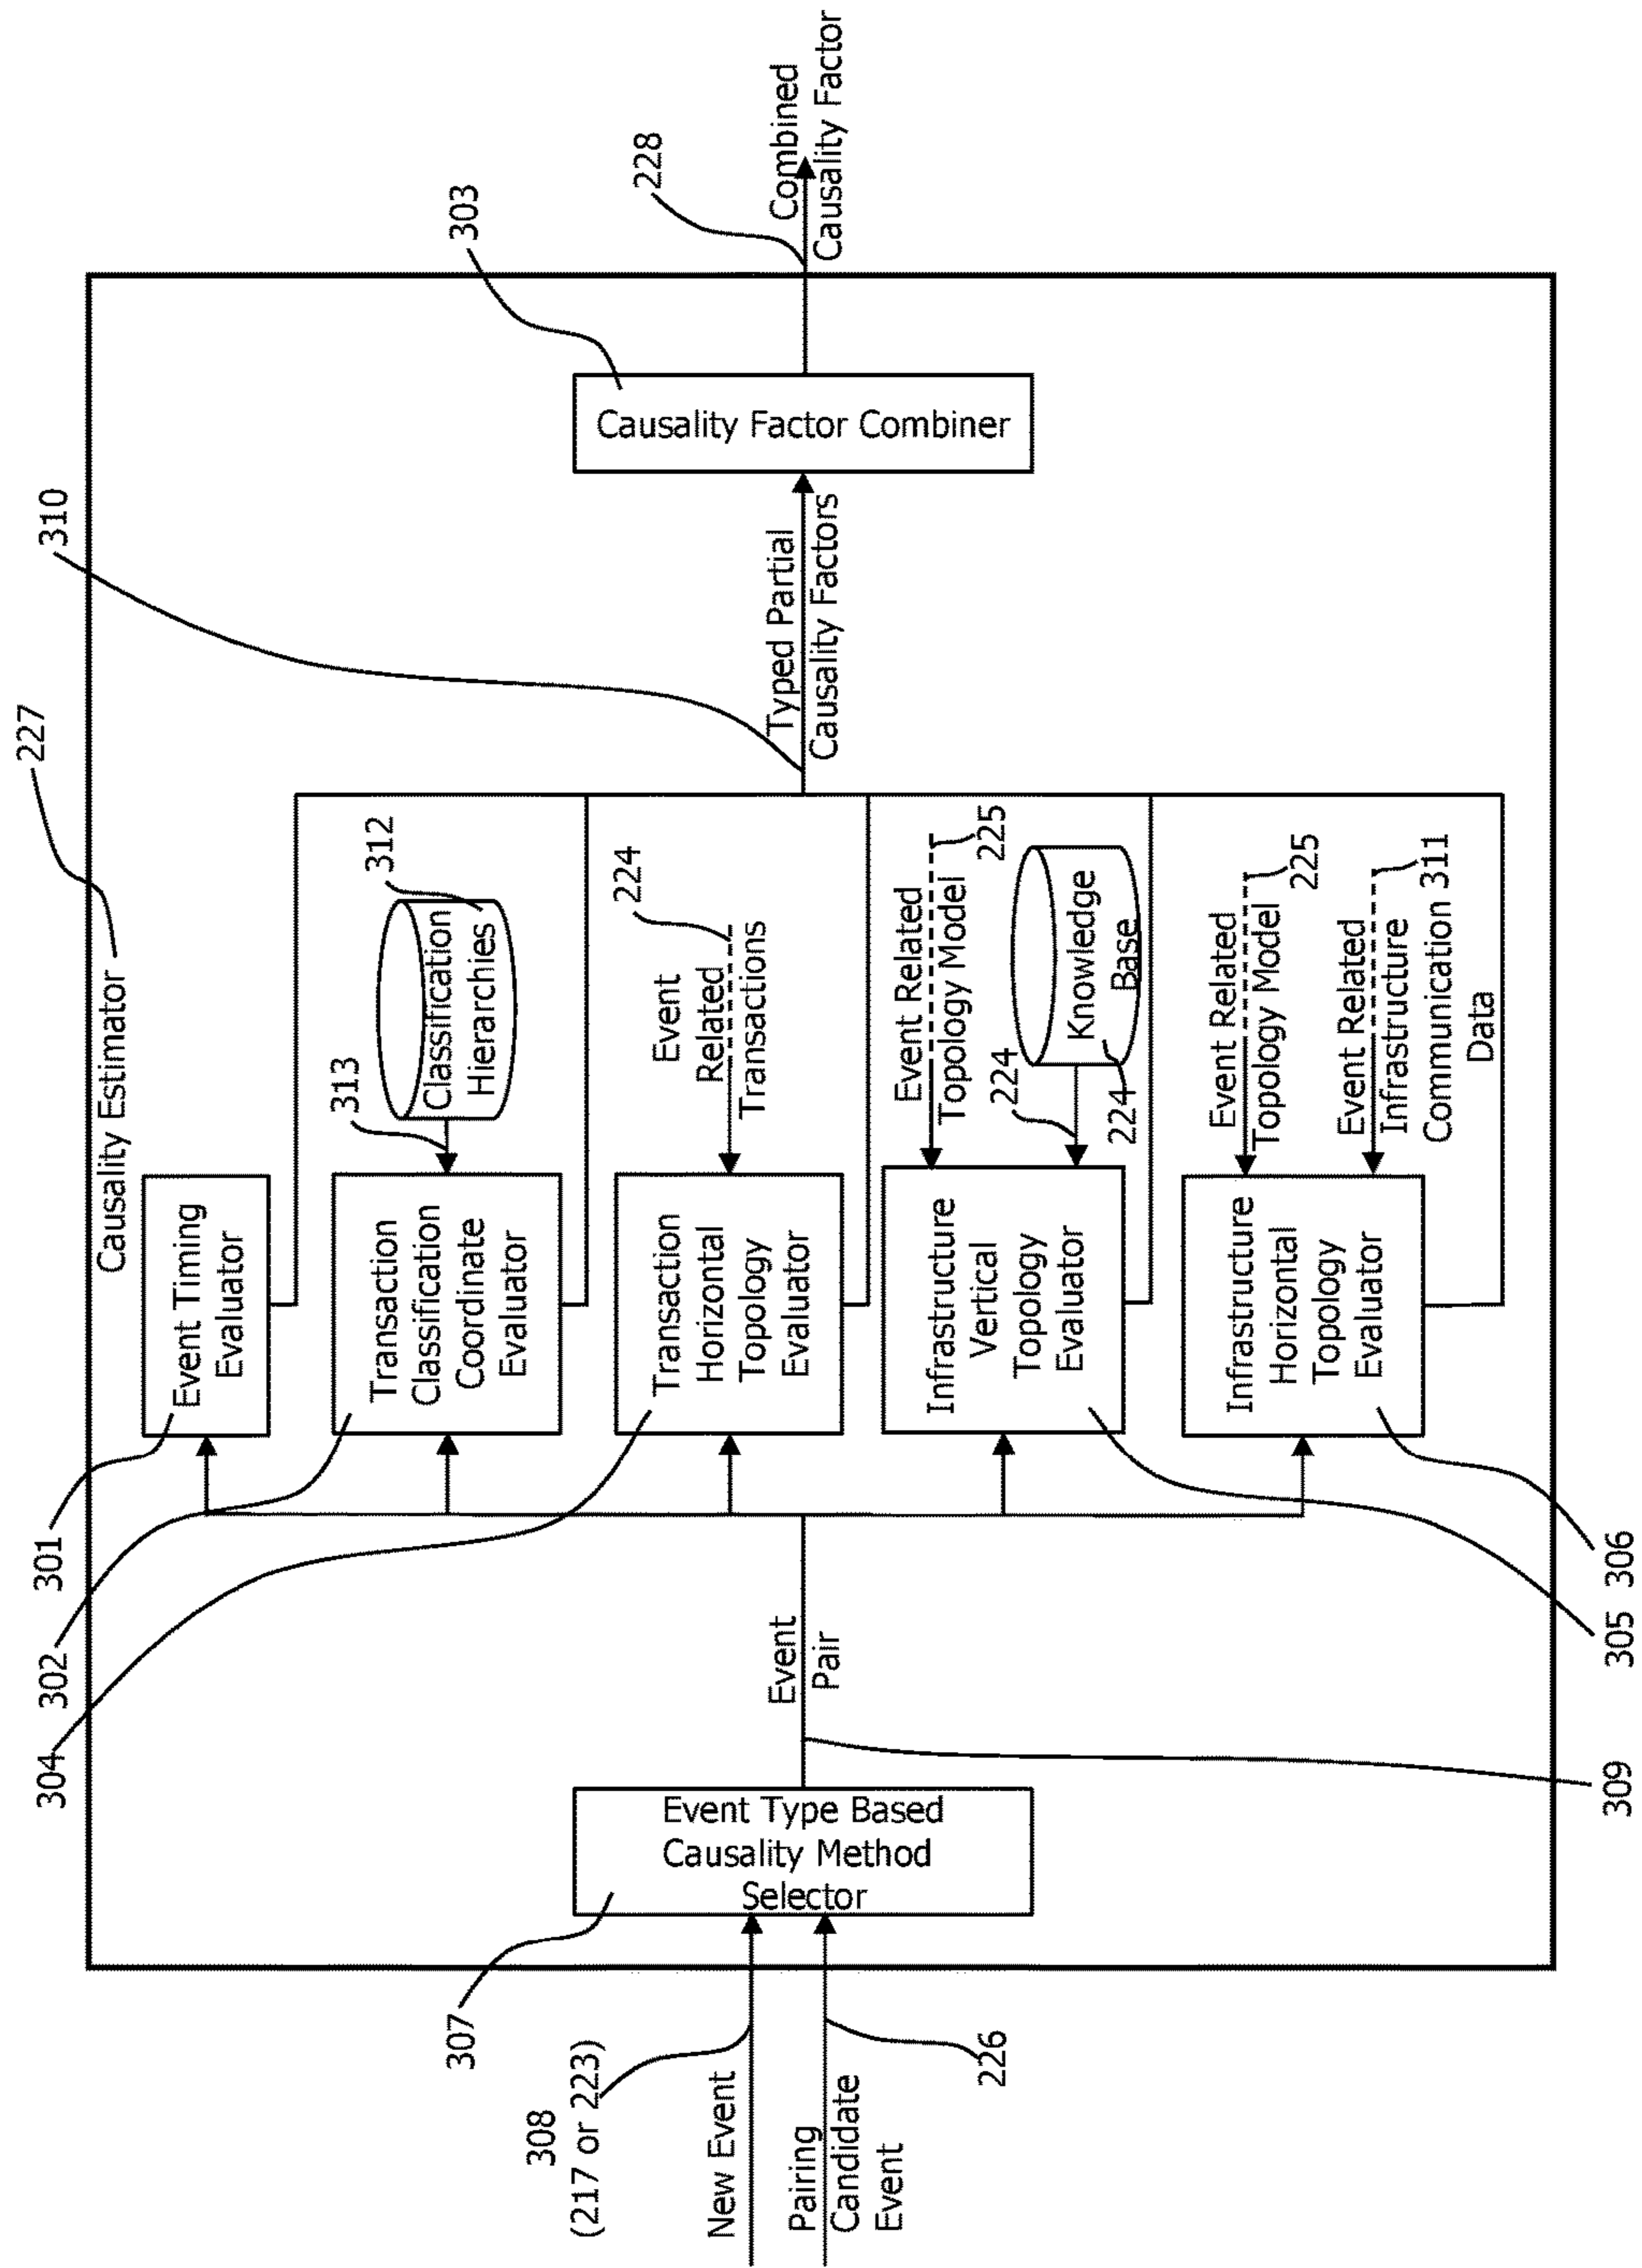 227
Causality Estimator
308
(217 or 223)
New Event
Pairing
Candidate
Event
226
307
Event Type Based
Causality Method
Selector
Event
Pair
309
301
302
304
305
306
Event Timing
Evaluator
Transaction
Classification
Coordinate
Evaluator
313
Classification
Hierarchies
312
Transaction
Horizontal
Topology
Evaluator
Event
Related
Transactions
224
Infrastructure
Vertical
Topology
Evaluator
Event Related
Topology Model
225
224
Knowledge
Base
224
Infrastructure
Horizontal
Topology
Evaluator
Event Related
Topology Model
225
Event Related
Infrastructure
Communication 311
Data
310
Typed Partial
Causality Factors
303
Causality Factor Combiner
228
Combined
Causality Factor